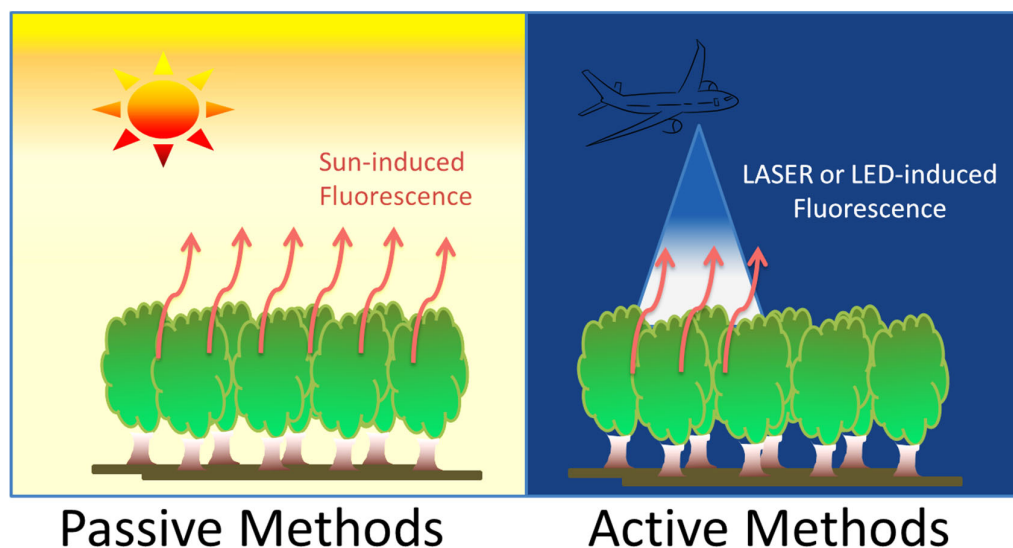 Sun-induced
Fluorescence
LASER or LED-induced
Fluorescence
Passive Methods
Active Methods